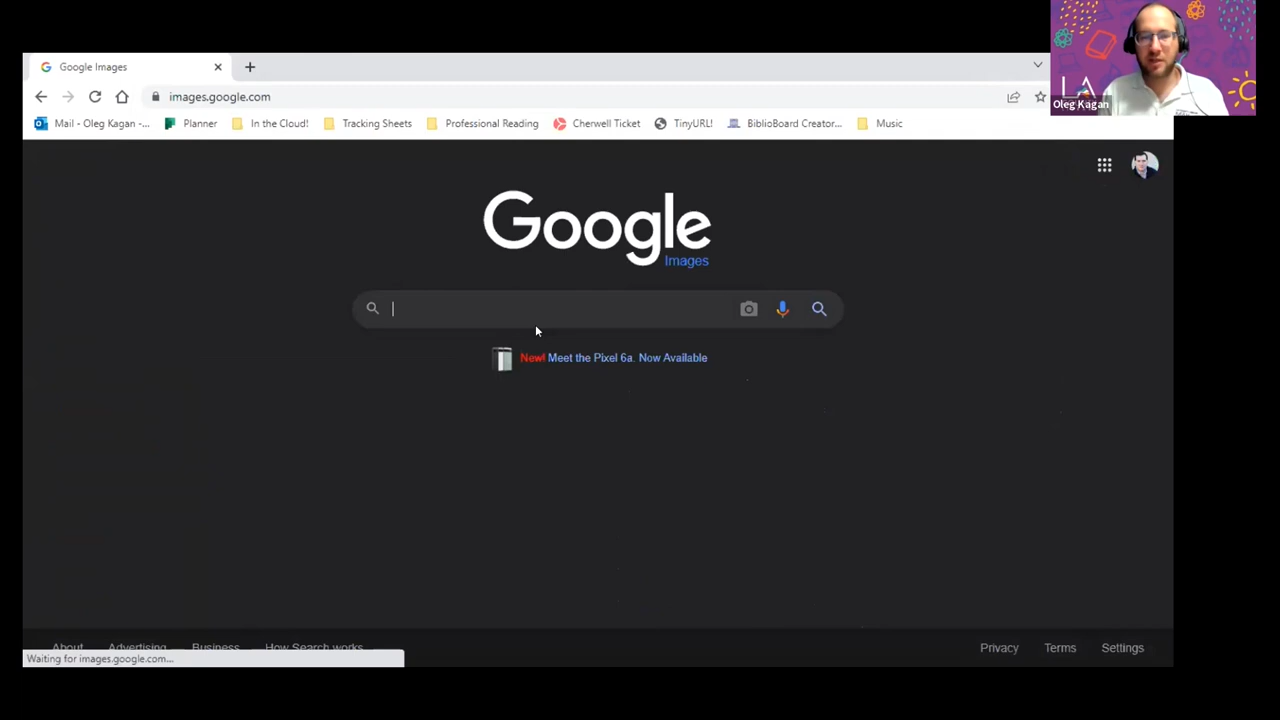 Google Images
images.google.com
Mail - Oleg Kagan -... Planner In the Cloud! Tracking Sheets Professional Reading Cherwell Ticket TinyURL! BiblioBoard Creator... Music
LA
Oleg Kagan
Google
Images
New! Meet the Pixel 6a. Now Available
About Advertising Business How Search works Privacy Terms Settings
Waiting for images.google.com...